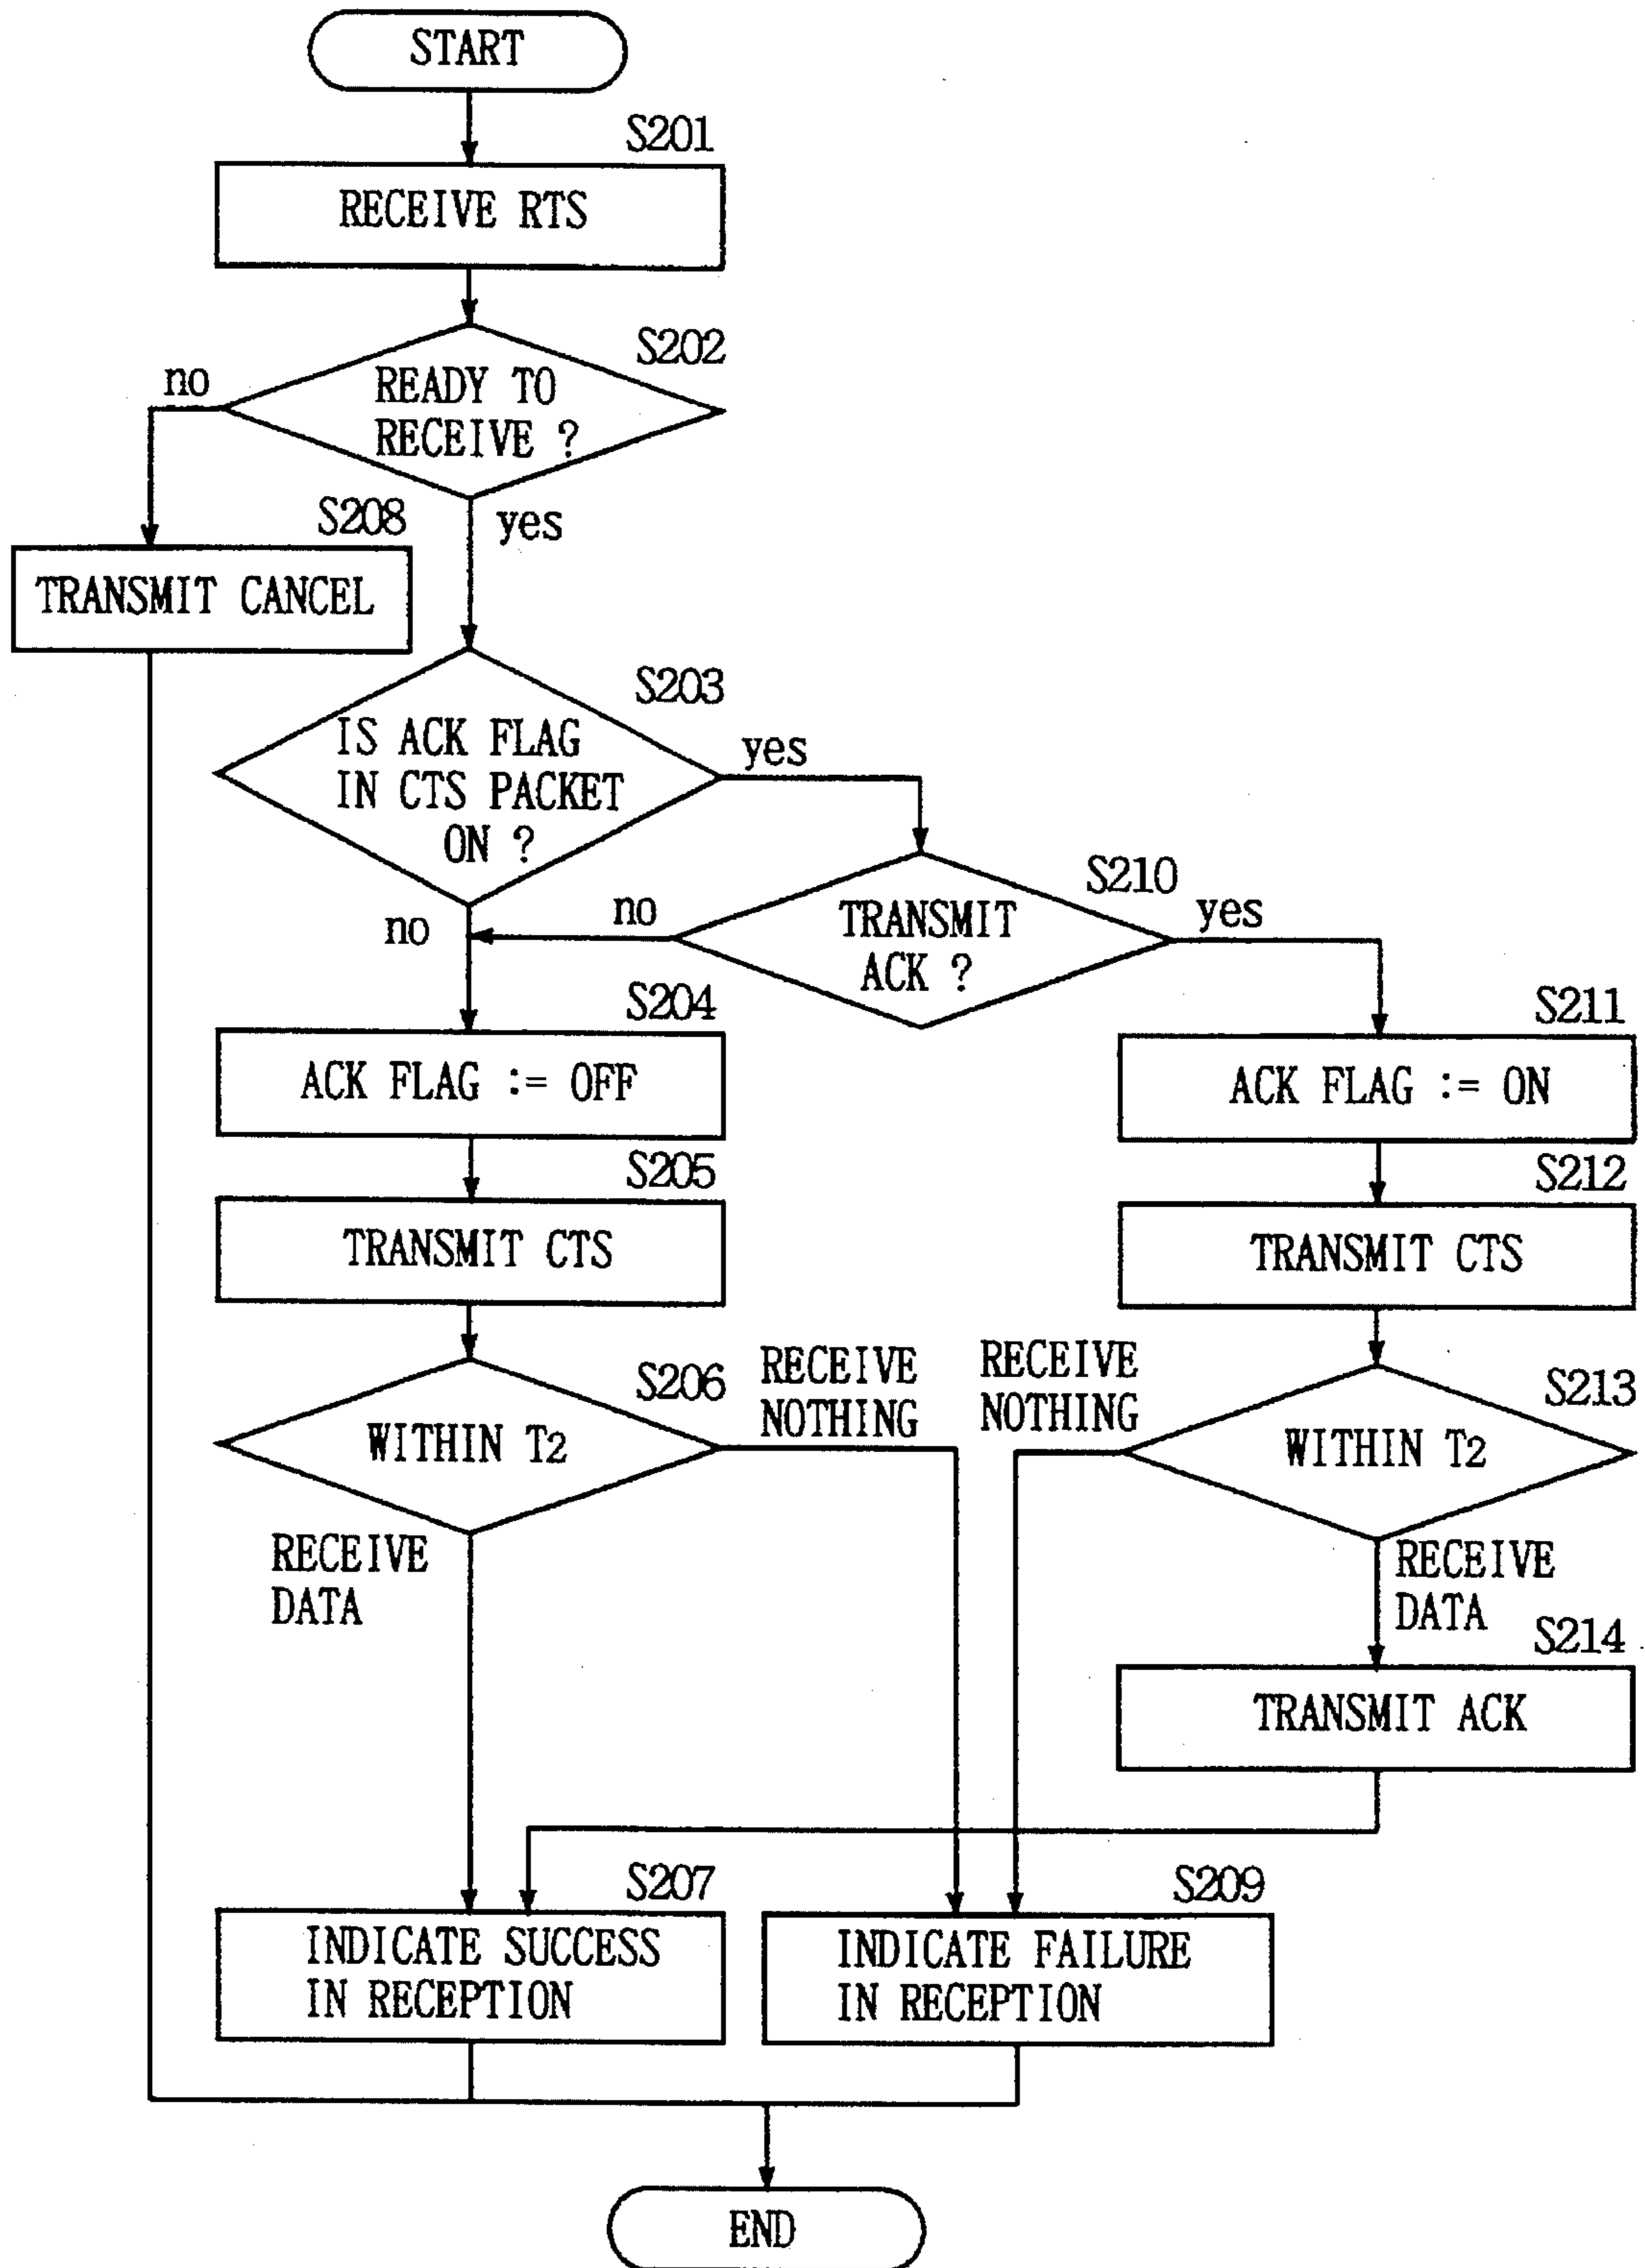 START
S201
RECEIVE RTS
S202
no
READY TO
RECEIVE ?
S208
yes
TRANSMIT CANCEL
S203
IS ACK FLAG
IN CTS PACKET
ON ?
yes
S210
no
no
TRANSMIT
ACK ?
yes
S204
ACK FLAG := OFF
S211
ACK FLAG := ON
S205
TRANSMIT CTS
S212
TRANSMIT CTS
S206
WITHIN T2
RECEIVE
NOTHING
RECEIVE
NOTHING
S213
WITHIN T2
RECEIVE
DATA
RECEIVE
DATA
S214
TRANSMIT ACK
S207
INDICATE SUCCESS
IN RECEPTION
S209
INDICATE FAILURE
IN RECEPTION
END